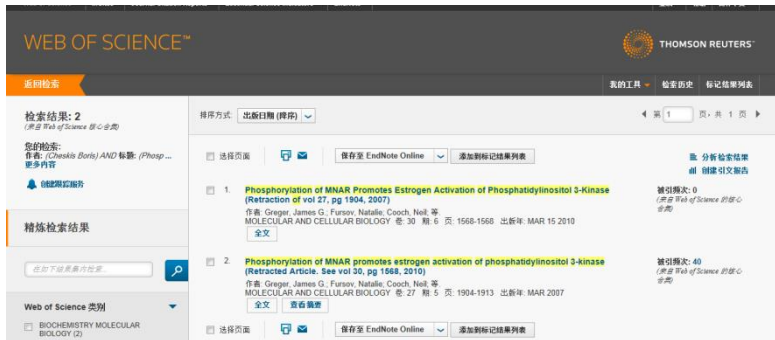 WEB OF SCIENCE™
THOMSON REUTERS™
返回检索
我的工具 检索历史 标记结果列表
检索结果: 2
(来自 Web of Science 核心合集)
您的检索:
作者: (Cheskis Boris) AND 标题: (Phosp ...
更多内容
创建跟踪服务
精炼检索结果
在如下结果集内检索...
Web of Science 类别
BIOCHEMISTRY MOLECULAR
BIOLOGY (2)
排序方式: 出版日期 (降序)
第 1 页, 共 1 页
选择页面 保存至 EndNote Online 添加到标记结果列表
分析检索结果
创建引文报告
1. Phosphorylation of MNAR Promotes Estrogen Activation of Phosphatidylinositol 3-Kinase
(Retraction of vol 27, pg 1904, 2007)
作者: Greger, James G.; Fursov, Natalie; Cooch, Neil; 等.
MOLECULAR AND CELLULAR BIOLOGY 卷: 30 期: 6 页: 1568-1568 出版年: MAR 15 2010
全文
被引频次: 0
(来自 Web of Science 的核心
合集)
2. Phosphorylation of MNAR promotes estrogen activation of phosphatidylinositol 3-kinase
(Retracted Article. See vol 30, pg 1568, 2010)
作者: Greger, James G.; Fursov, Natalie; Cooch, Neil; 等.
MOLECULAR AND CELLULAR BIOLOGY 卷: 27 期: 5 页: 1904-1913 出版年: MAR 2007
全文 查看摘要
被引频次: 40
(来自 Web of Science 的核心
合集)
选择页面 保存至 EndNote Online 添加到标记结果列表